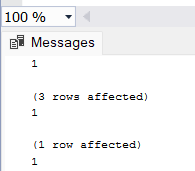 100 %
Messages
1
(3 rows affected)
1
(1 row affected)
1